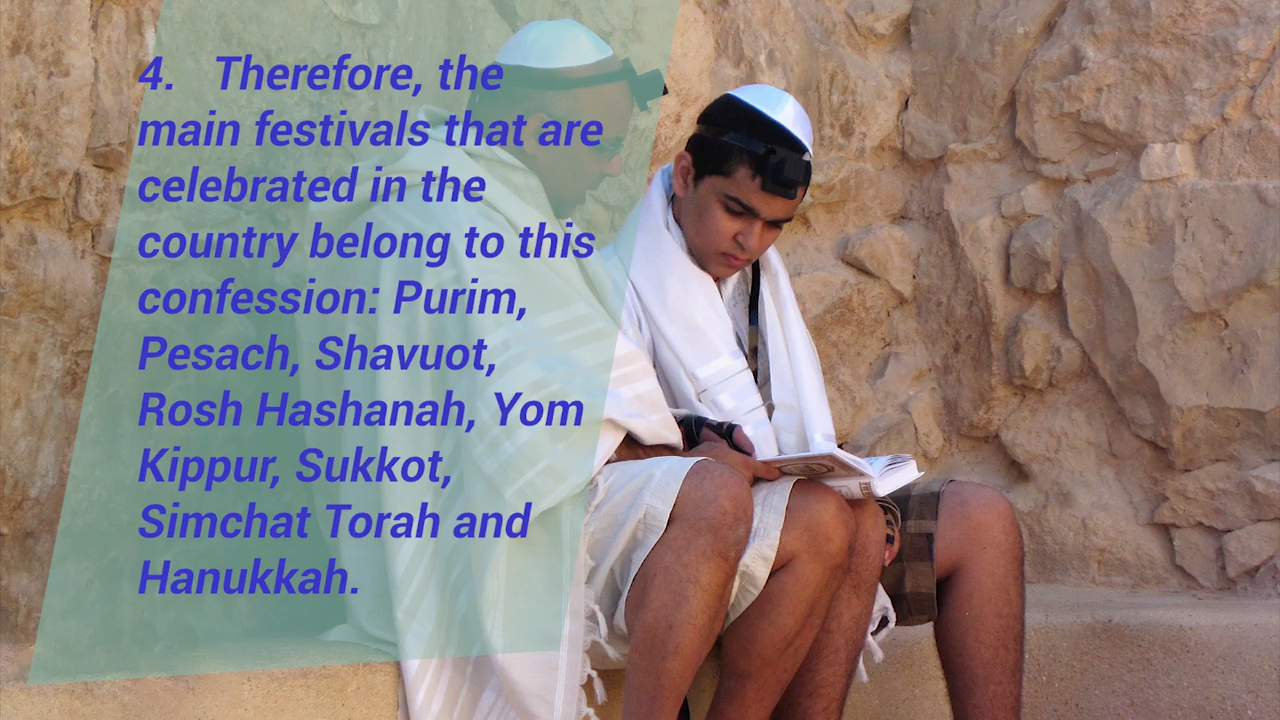 4. Therefore, the
main festivals that are
celebrated in the
country belong to this
confession: Purim,
Pesach, Shavuot,
Rosh Hashanah, Yom
Kippur, Sukkot,
Simchat Torah and
Hanukkah.